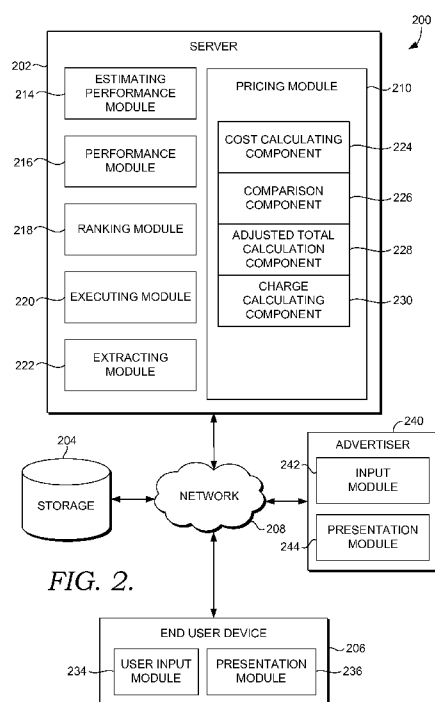 200
SERVER
202
214
ESTIMATING
PERFORMANCE
MODULE
216
PERFORMANCE
MODULE
218
RANKING MODULE
220
EXECUTING MODULE
222
EXTRACTING
MODULE
PRICING MODULE
210
COST CALCULATING
COMPONENT
224
COMPARISON
COMPONENT
226
ADJUSTED TOTAL
CALCULATION
COMPONENT
228
CHARGE
CALCULATING
COMPONENT
230
204
STORAGE
NETWORK
208
240
ADVERTISER
242
INPUT
MODULE
244
PRESENTATION
MODULE
FIG. 2.
END USER DEVICE
206
234
USER INPUT
MODULE
PRESENTATION
MODULE
236